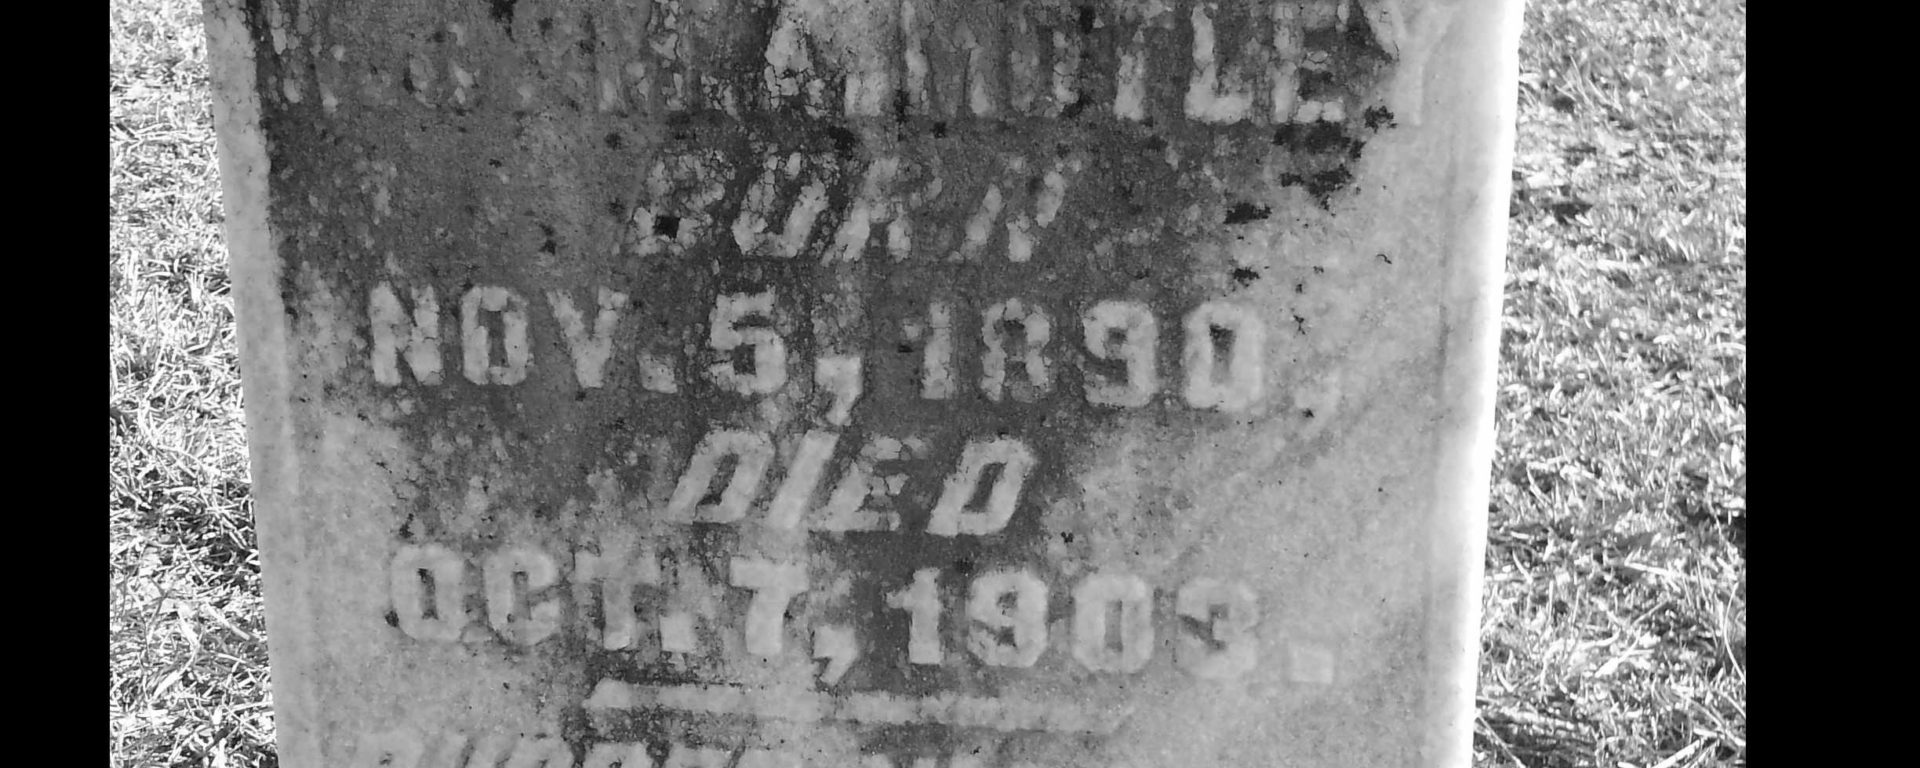 MOTLEY
BORN
NOV. 5, 1890,
DIED
OCT. 7, 1903.